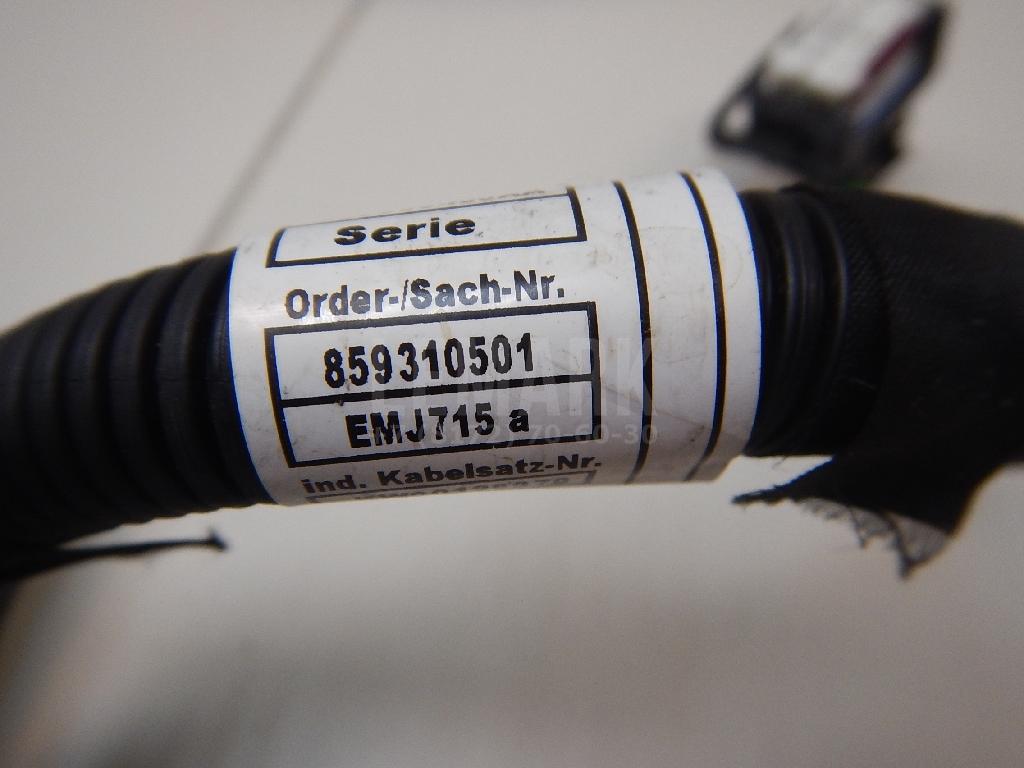 Serie
Order-/Sach-Nr.
859310501
EMJ715 a
ind. Kabelsatz-Nr.